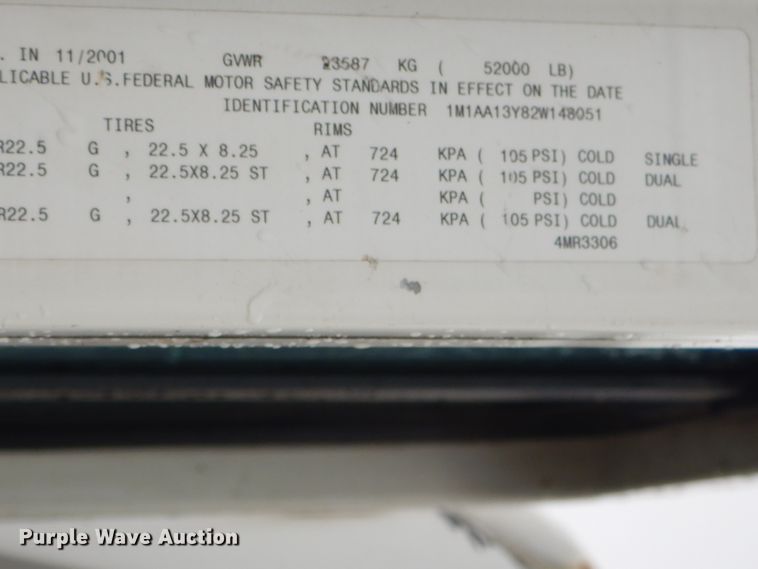 . IN 11/2001 GVWR 23587 KG ( 52000 LB)
LICABLE U.S.FEDERAL MOTOR SAFETY STANDARDS IN EFFECT ON THE DATE
IDENTIFICATION NUMBER 1M1AA13Y82W148051
TIRES RIMS
R22.5 G , 22.5 X 8.25 , AT 724 KPA ( 105 PSI) COLD SINGLE
R22.5 G , 22.5X8.25 ST , AT 724 KPA ( 105 PSI) COLD DUAL
, , AT KPA ( PSI) COLD
R22.5 G , 22.5X8.25 ST , AT 724 KPA ( 105 PSI) COLD DUAL
4MR3306
Purple Wave Auction